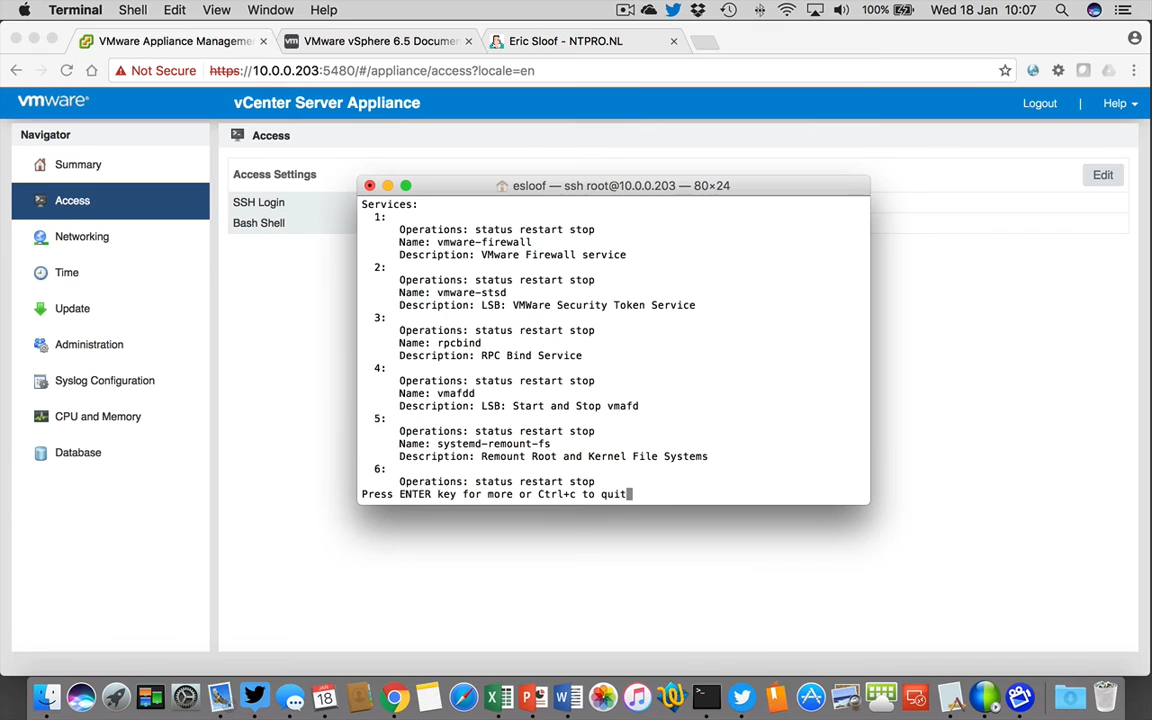 Terminal Shell Edit View Window Help 100% Wed 18 Jan 10:07
VMware Appliance Manageme VMware vSphere 6.5 Documen Eric Sloof - NTPRO.NL
Not Secure https://10.0.0.203:5480/#/appliance/access?locale=en
vmware® vCenter Server Appliance Logout | Help
Navigator
Access
Summary
Access Settings
Edit
Access
SSH Login
Bash Shell
Networking
Time
Update
Administration
Syslog Configuration
CPU and Memory
Database
esloof — ssh root@10.0.0.203 — 80×24
Services:
1:
Operations: status restart stop
Name: vmware-firewall
Description: VMware Firewall service
2:
Operations: status restart stop
Name: vmware-stsd
Description: LSB: VMWare Security Token Service
3:
Operations: status restart stop
Name: rpcbind
Description: RPC Bind Service
4:
Operations: status restart stop
Name: vmafdd
Description: LSB: Start and Stop vmafd
5:
Operations: status restart stop
Name: systemd-remount-fs
Description: Remount Root and Kernel File Systems
6:
Operations: status restart stop
Press ENTER key for more or Ctrl+c to quit
JAN
18